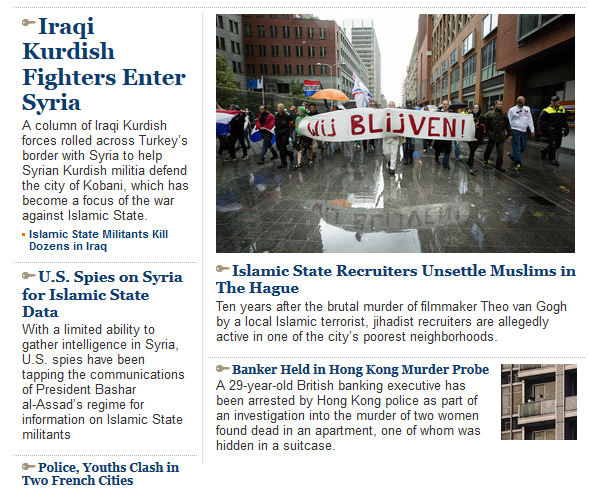 Iraqi
Kurdish
Fighters Enter
Syria
A column of Iraqi Kurdish
forces rolled across Turkey's
border with Syria to help
Syrian Kurdish militia defend
the city of Kobani, which has
become a focus of the war
against Islamic State.
Islamic State Militants Kill
Dozens in Iraq
U.S. Spies on Syria
for Islamic State
Data
With a limited ability to
gather intelligence in Syria,
U.S. spies have been
tapping the communications
of President Bashar
al-Assad's regime for
information on Islamic State
militants
Police, Youths Clash in
Two French Cities
WIJ BLIJVEN!
Islamic State Recruiters Unsettle Muslims in
The Hague
Ten years after the brutal murder of filmmaker Theo van Gogh
by a local Islamic terrorist, jihadist recruiters are allegedly
active in one of the city's poorest neighborhoods.
Banker Held in Hong Kong Murder Probe
A 29-year-old British banking executive has
been arrested by Hong Kong police as part of
an investigation into the murder of two women
found dead in an apartment, one of whom was
hidden in a suitcase.